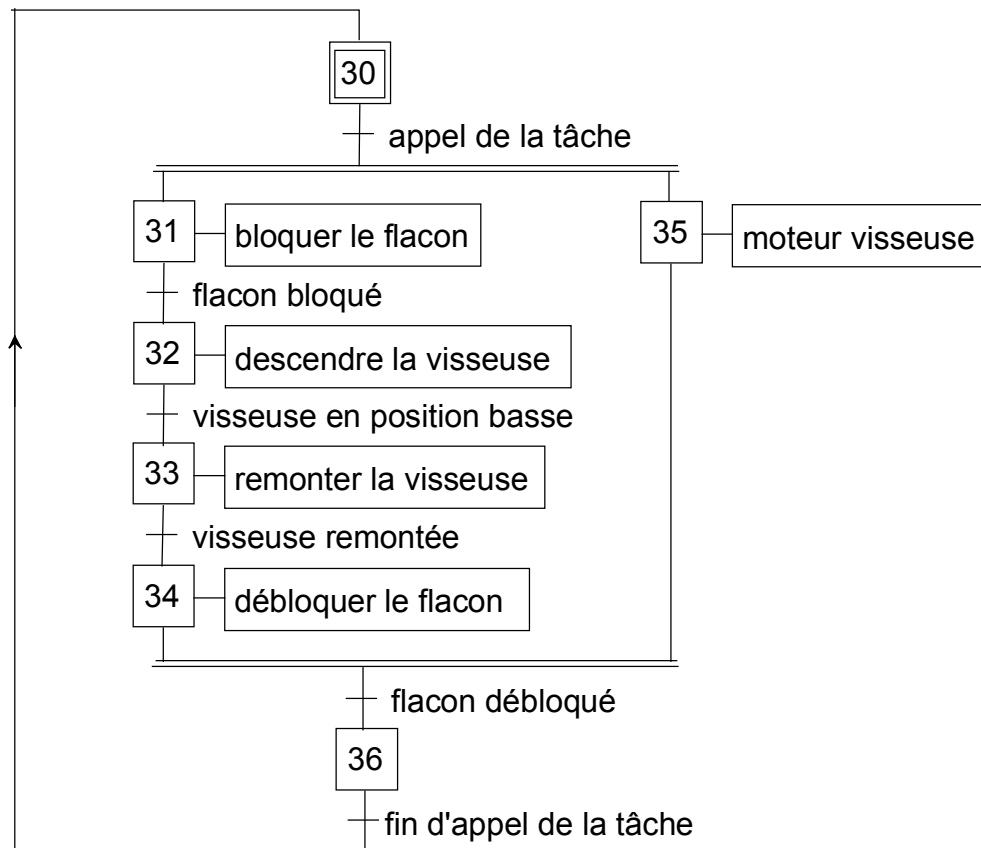 30
appel de la tâche
31 bloquer le flacon 35 moteur visseuse
flacon bloqué
32 descendre la visseuse
visseuse en position basse
33 remonter la visseuse
visseuse remontée
34 débloquer le flacon
flacon débloqué
36
fin d'appel de la tâche